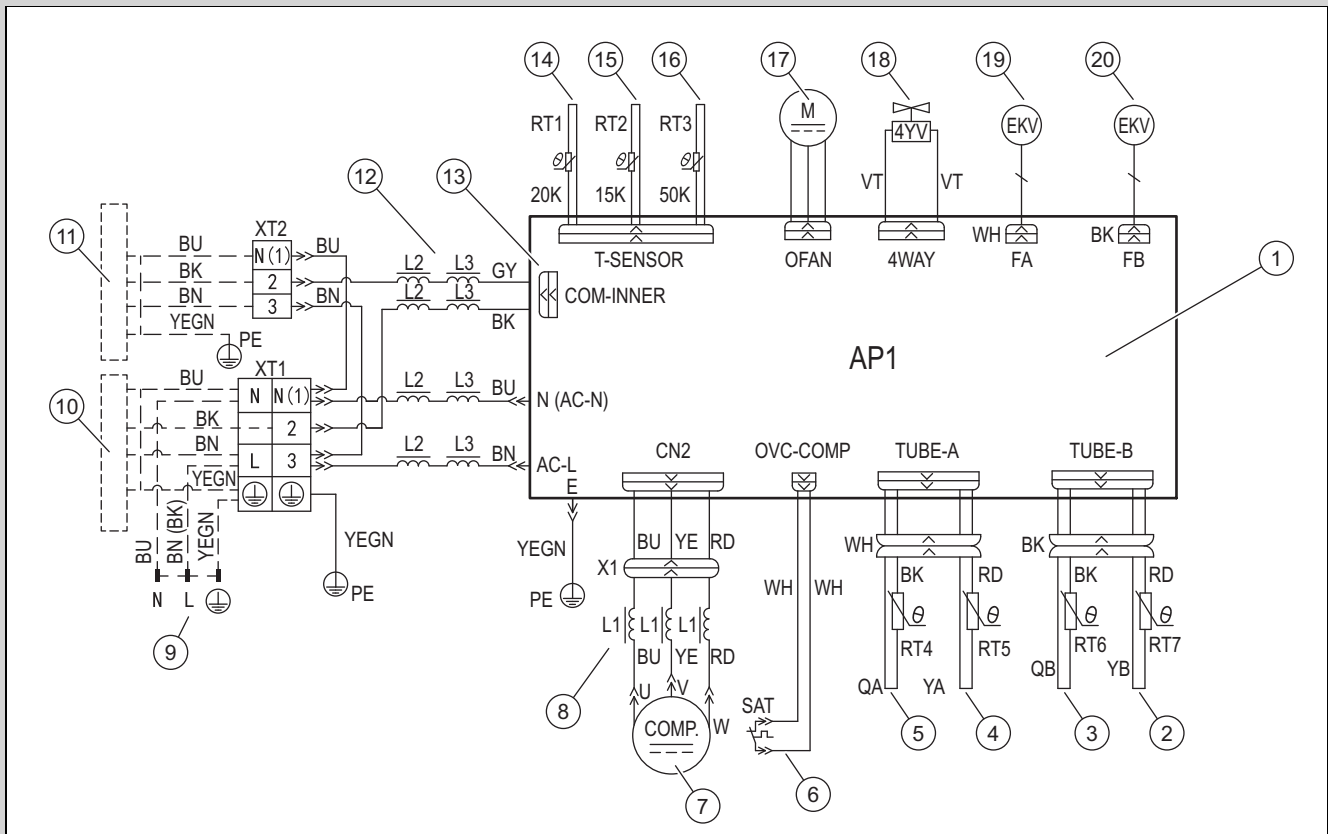 14 15 16 17 18 19 20
RT1 RT2 RT3 M 4YV EKV EKV
20K 15K 50K VT VT
12 13
11 XT2
BU N(1) BU
BK 2
BN 3 BN
YEGN PE
L2 L3 GY
L2 L3 BK
T-SENSOR OFAN 4WAY WH FA BK FB
COM-INNER
1
AP1
XT1
10
BU N N(1) L2 L3 BU N (AC-N)
BK 2
BN L 3 L2 L3 BN AC-L
YEGN
E
CN2 OVC-COMP TUBE-A TUBE-B
BU BN (BK) YEGN
N L
9
YEGN PE
YEGN PE
BU YE RD
X1
L1 L1 L1
BU YE RD
8
U V W
COMP.
7
WH WH
SAT
6
WH BK
BK RD BK RD
θ θ θ θ
RT4 RT5 RT6 RT7
QA YA QB YB
5 4 3 2